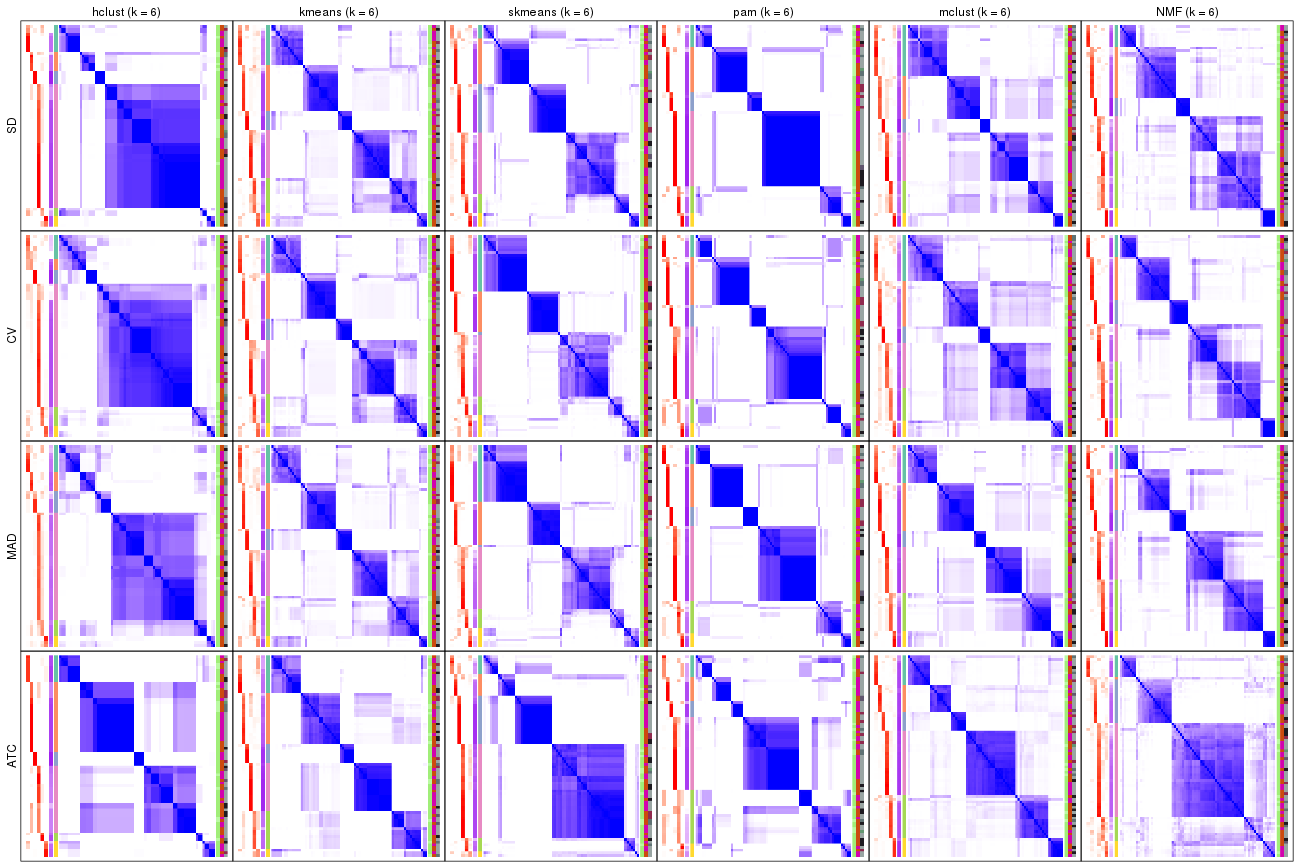 hclust (k = 6)
kmeans (k = 6)
skmeans (k = 6)
pam (k = 6)
mclust (k = 6)
NMF (k = 6)
SD
CV
MAD
ATC